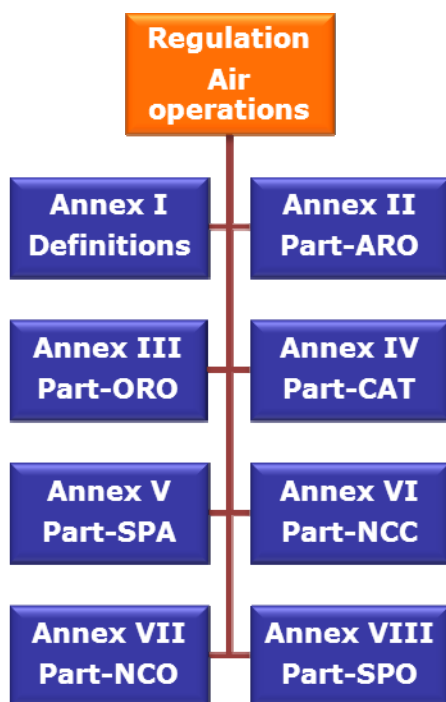 Regulation
Air
operations
Annex I
Definitions
Annex II
Part-ARO
Annex III
Part-ORO
Annex IV
Part-CAT
Annex V
Part-SPA
Annex VI
Part-NCC
Annex VII
Part-NCO
Annex VIII
Part-SPO